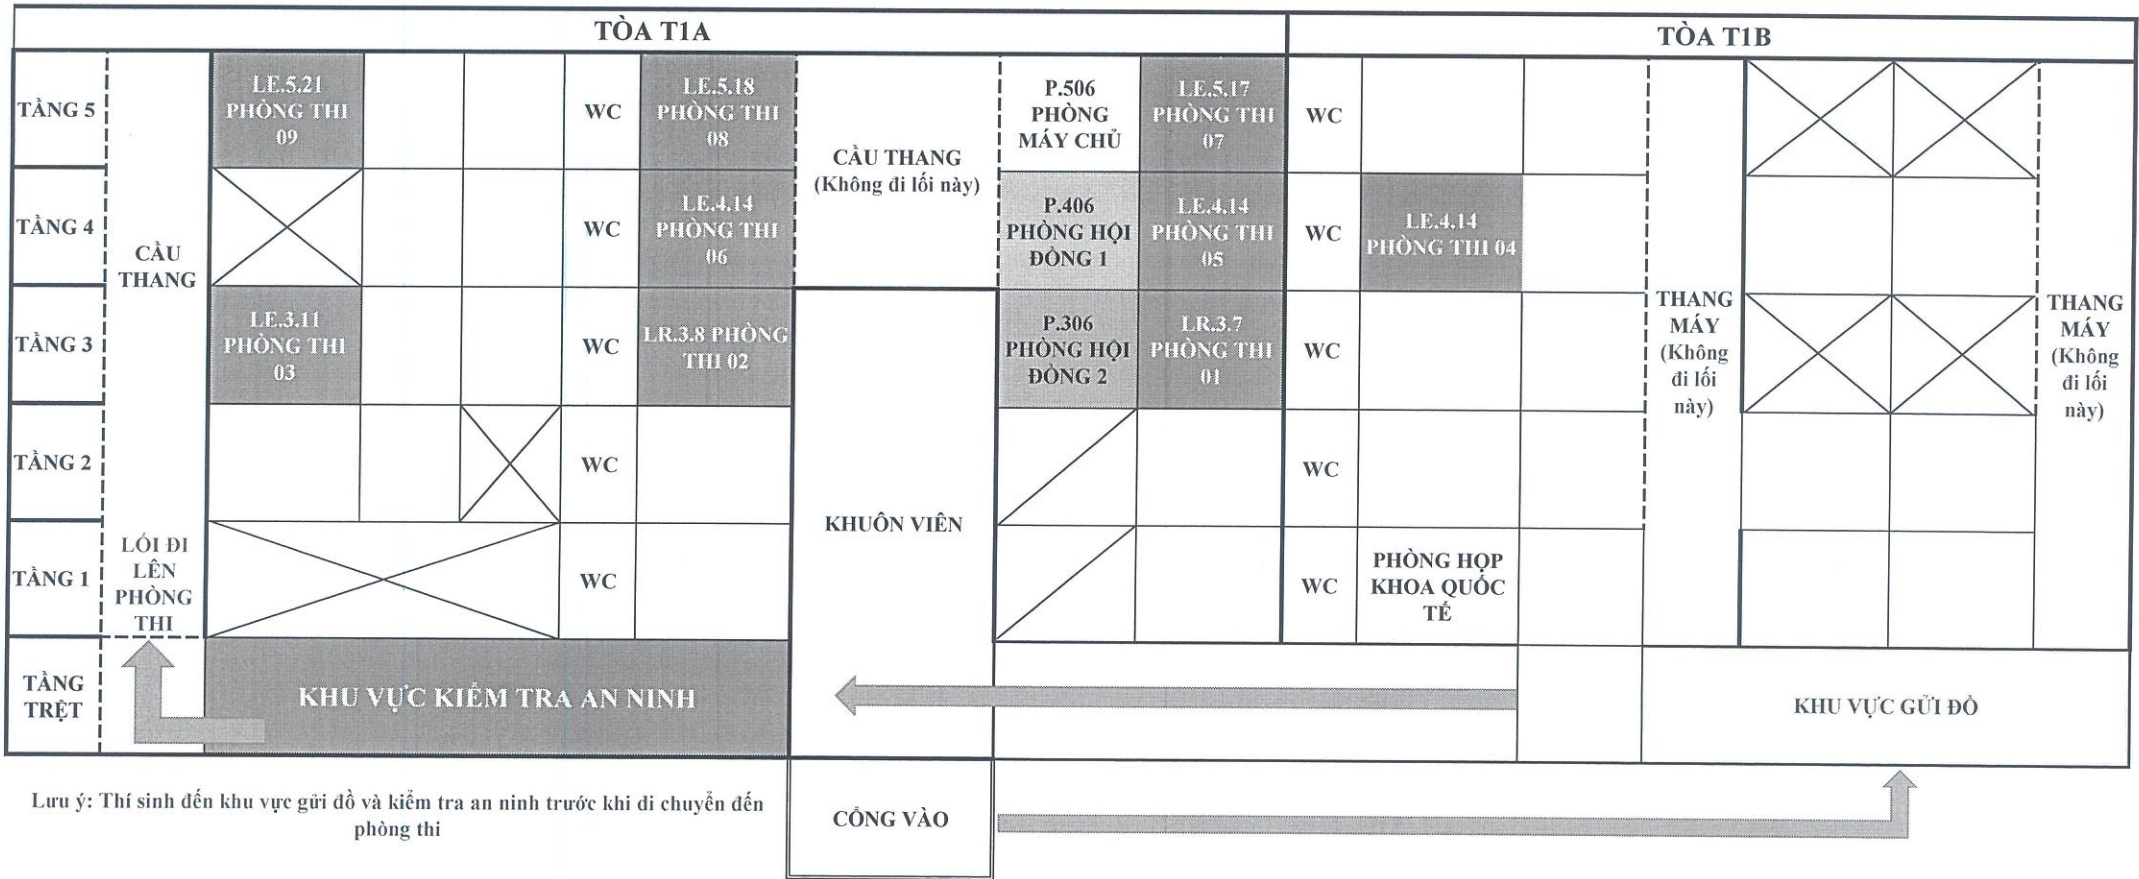 TÒA T1A
TÒA T1B
TẦNG 5
LE.5.21
PHÒNG THI
09
WC
LE.5.18
PHÒNG THI
08
CẦU THANG
(Không đi lối này)
P.506
PHÒNG
MÁY CHỦ
LE.5.17
PHÒNG THI
07
WC
TẦNG 4
CẦU
THANG
WC
LE.4.14
PHÒNG THI
06
P.406
PHÒNG HỘI
ĐỒNG 1
LE.4.14
PHÒNG THI
05
WC
LE.4.14
PHÒNG THI 04
TẦNG 3
LE.3.11
PHÒNG THI
03
WC
LR.3.8 PHÒNG
THI 02
P.306
PHÒNG HỘI
ĐỒNG 2
LR.3.7
PHÒNG THI
01
WC
THANG
MÁY
(Không
đi lối
này)
THANG
MÁY
(Không
đi lối
này)
TẦNG 2
WC
KHUÔN VIÊN
WC
TẦNG 1
LỐI ĐI
LÊN
PHÒNG
THI
WC
WC
PHÒNG HỌP
KHOA QUỐC
TẾ
TẦNG
TRỆT
KHU VỰC KIỂM TRA AN NINH
KHU VỰC GỬI ĐỒ
Lưu ý: Thí sinh đến khu vực gửi đồ và kiểm tra an ninh trước khi di chuyển đến
phòng thi
CỔNG VÀO